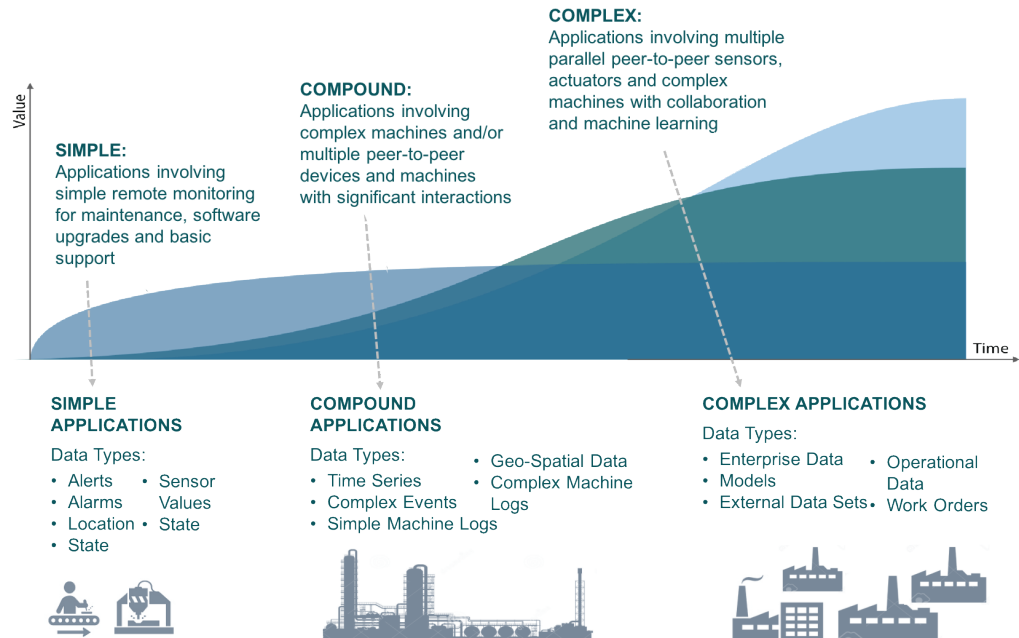 COMPLEX:
Applications involving multiple
parallel peer-to-peer sensors,
actuators and complex
machines with collaboration
and machine learning
COMPOUND:
Applications involving
complex machines and/or
multiple peer-to-peer
devices and machines
with significant interactions
Value
SIMPLE:
Applications involving
simple remote monitoring
for maintenance, software
upgrades and basic
support
Time
SIMPLE
APPLICATIONS
Data Types:
• Alerts
• Alarms
• Location
• State
• Sensor
Values
• State
COMPOUND
APPLICATIONS
Data Types:
• Time Series
• Complex Events
• Simple Machine Logs
• Geo-Spatial Data
• Complex Machine
Logs
COMPLEX APPLICATIONS
Data Types:
• Enterprise Data
• Models
• External Data Sets
• Operational
Data
• Work Orders